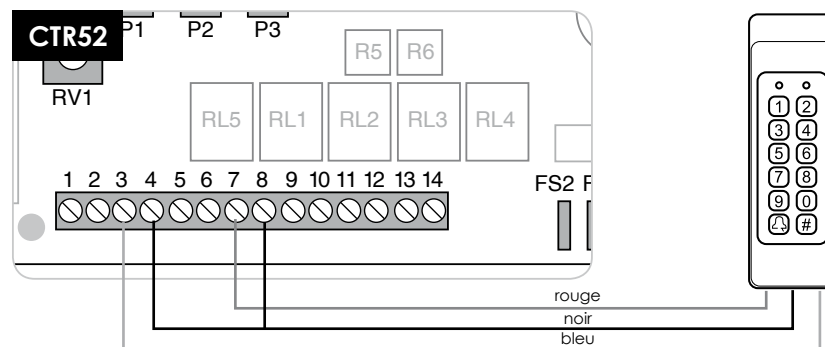 CTR52
P1 P2 P3
R5 R6
RV1
RL5 RL1 RL2 RL3 RL4
1 2 3 4 5 6 7 8 9 10 11 12 13 14
FS2
1 2
3 4
5 6
7 8
9 0
#
rouge
noir
bleu